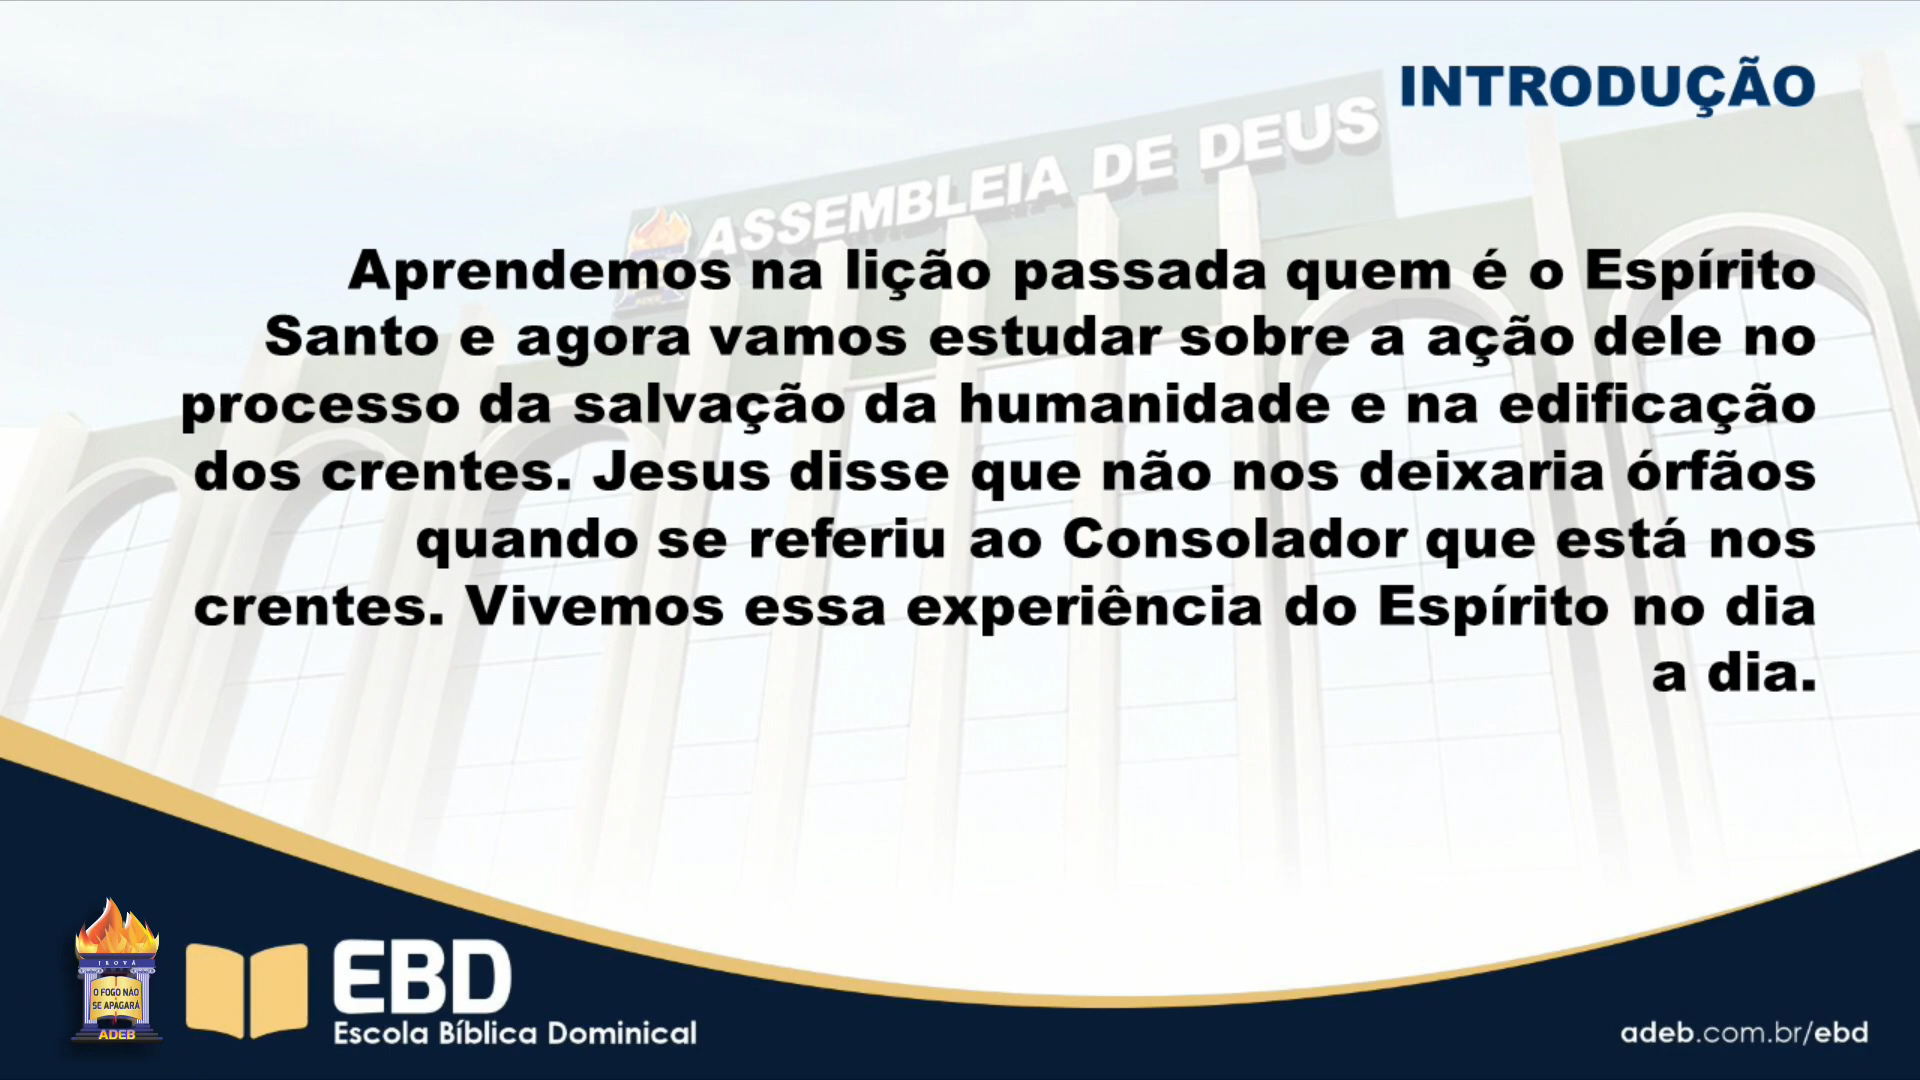 INTRODUÇÃO
ASSEMBLEIA DE DEUS
ADEB
Aprendemos na lição passada quem é o Espírito
Santo e agora vamos estudar sobre a ação dele no
processo da salvação da humanidade e na edificação
dos crentes. Jesus disse que não nos deixaria órfãos
quando se referiu ao Consolador que está nos
crentes. Vivemos essa experiência do Espírito no dia
a dia.
JEOVÁ
O FOGO NÃO
SE APAGARÁ
ADEB
EBD
Escola Bíblica Dominical
adeb.com.br/ebd